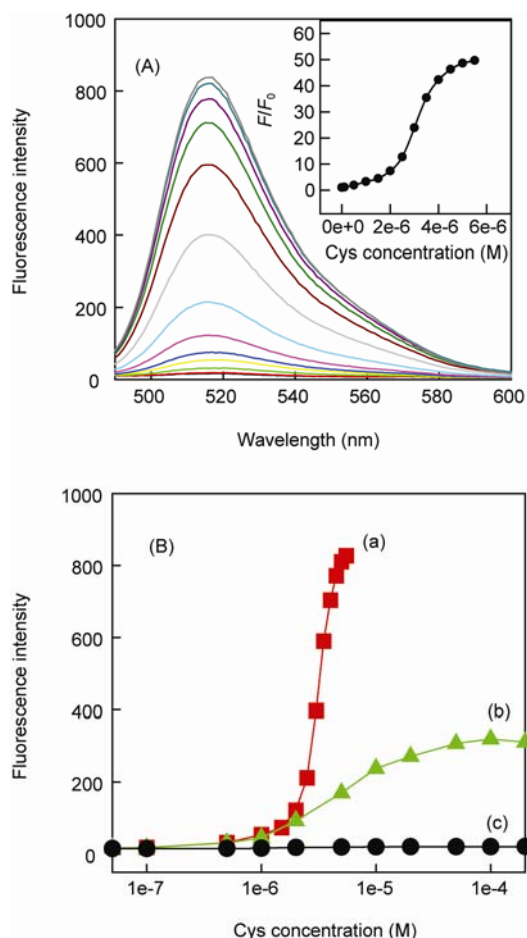 1000
800
600
400
200
0
Fluorescence intensity
(A)
60
50
40
30
20
10
0
F/F0
0e+0 2e-6 4e-6 6e-6
Cys concentration (M)
500 520 540 560 580 600
Wavelength (nm)
1000
800
600
400
200
0
Fluorescence intensity
(B)
(a)
(b)
(c)
1e-7 1e-6 1e-5 1e-4
Cys concentration (M)